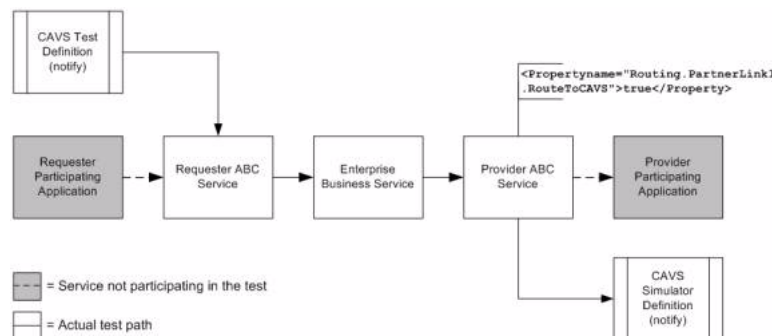 CAVS Test
Definition
(notify)
<Propertyname="Routing.PartnerLink1
.RouteToCAVS">true</Property>
Requester
Participating
Application
Requester ABC
Service
Enterprise
Business Service
Provider ABC
Service
Provider
Participating
Application
= Service not participating in the test
= Actual test path
CAVS
Simulator
Definition
(notify)